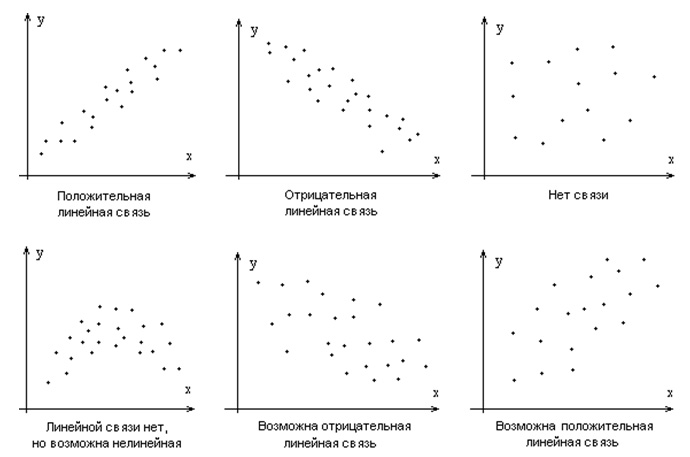 y
x
Положительная
линейная связь
y
x
Отрицательная
линейная связь
y
x
Нет связи
y
x
Линейной связи нет,
но возможна нелинейная
y
x
Возможна отрицательная
линейная связь
y
x
Возможна положительная
линейная связь